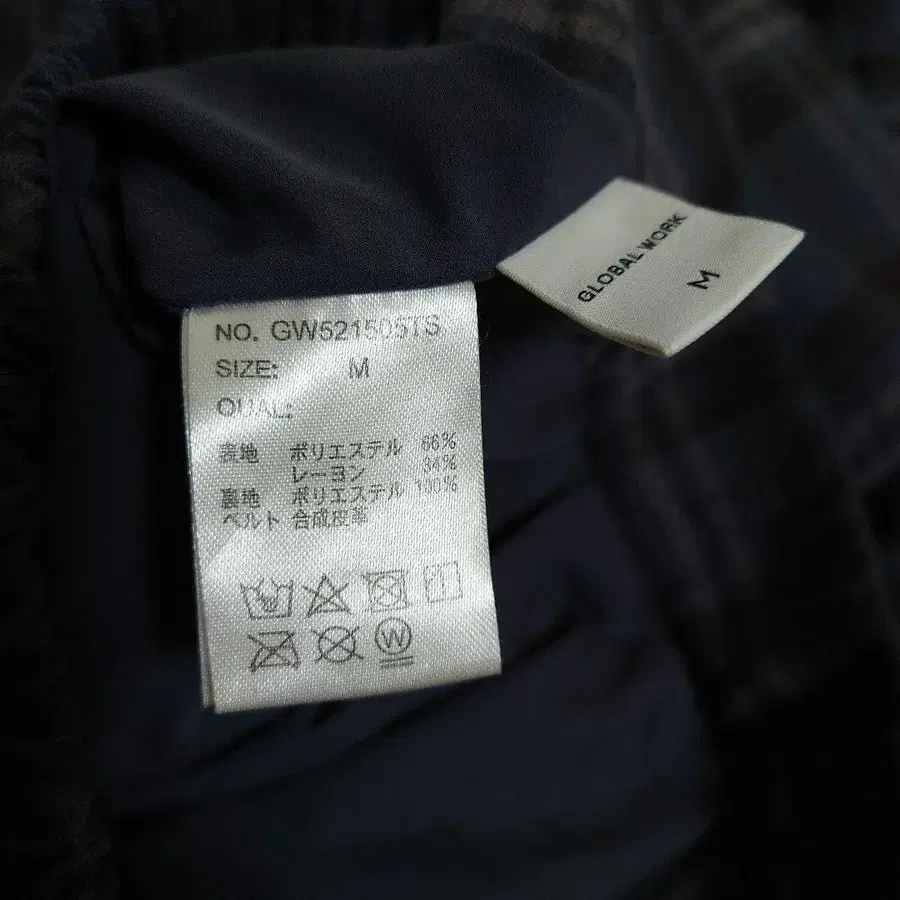 GLOBAL WORK
M
NO. GW521505TS
SIZE: M
QUAL:
表地 ポリエステル 66%
レーヨン 34%
裏地 ポリエステル 100%
ベルト 合成皮革
W